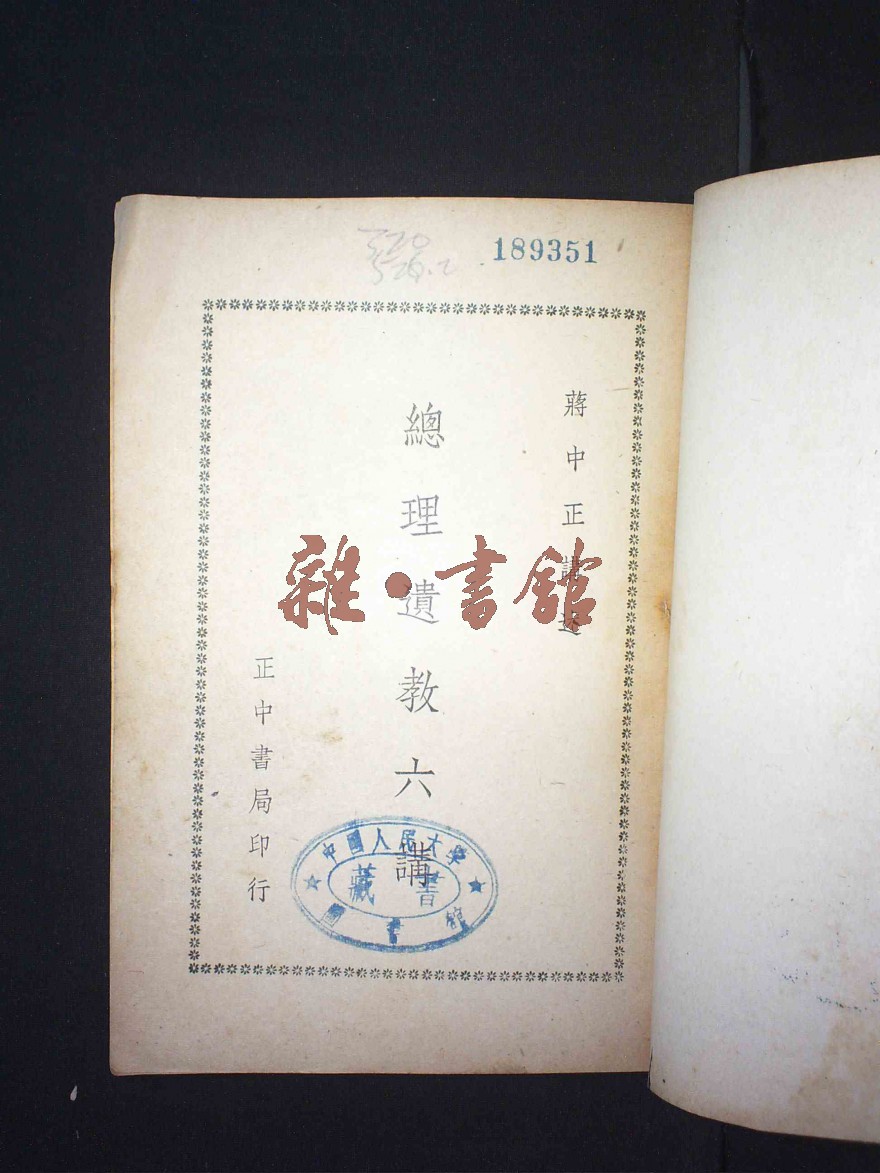 189351
蔣中正講述
總理遺教六講
正中書局印行
中國人民大學
藏書
圖書館
雜·書館